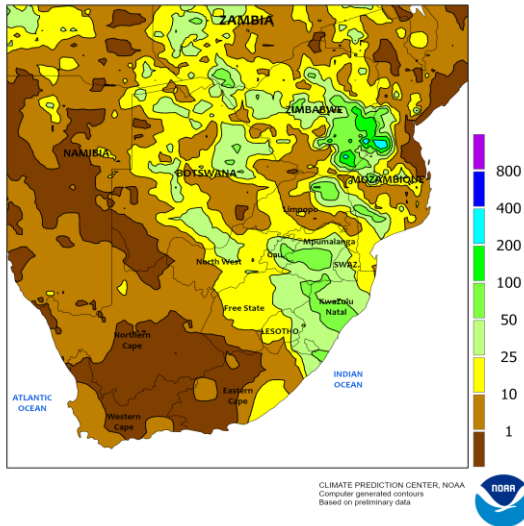 ZAMBIA
ZIMBABWE
NAMIBIA
BOTSWANA
MOZAMBIQUE
Limpopo
Mpumalanga
Gau.
SWAZ.
North West
Free State
KwaZulu
Natal
LESOTHO
Northern
Cape
Eastern
Cape
Western
Cape
ATLANTIC
OCEAN
INDIAN
OCEAN
800
400
200
100
50
25
10
1
CLIMATE PREDICTION CENTER, NOAA
Computer generated contours
Based on preliminary data
NOAA